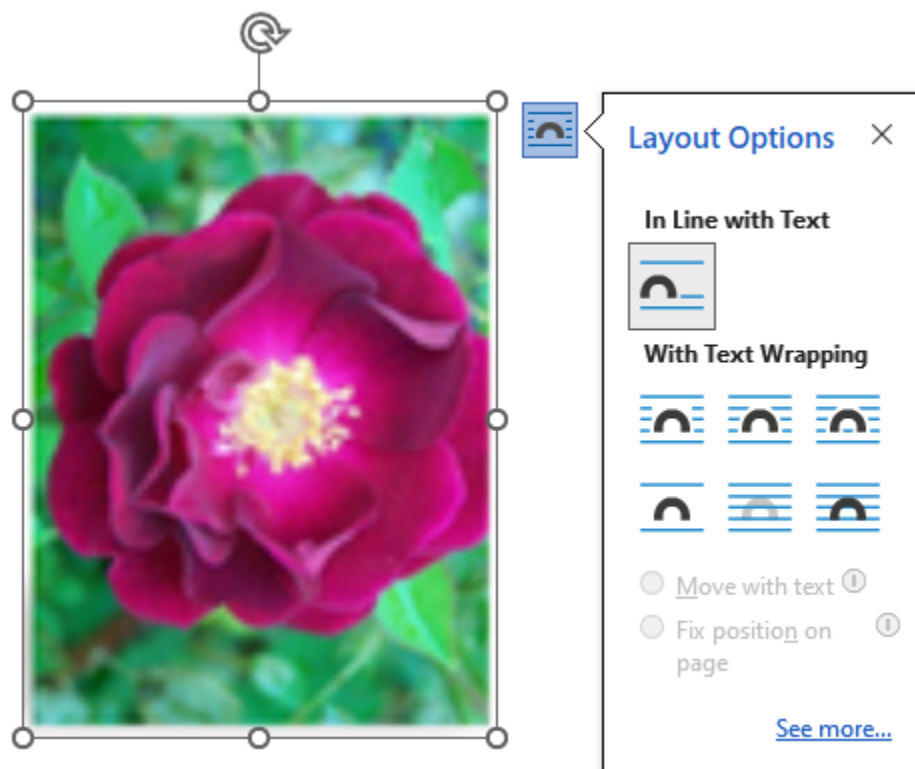 Layout Options
In Line with Text
With Text Wrapping
Move with text
Fix position on
page
See more...